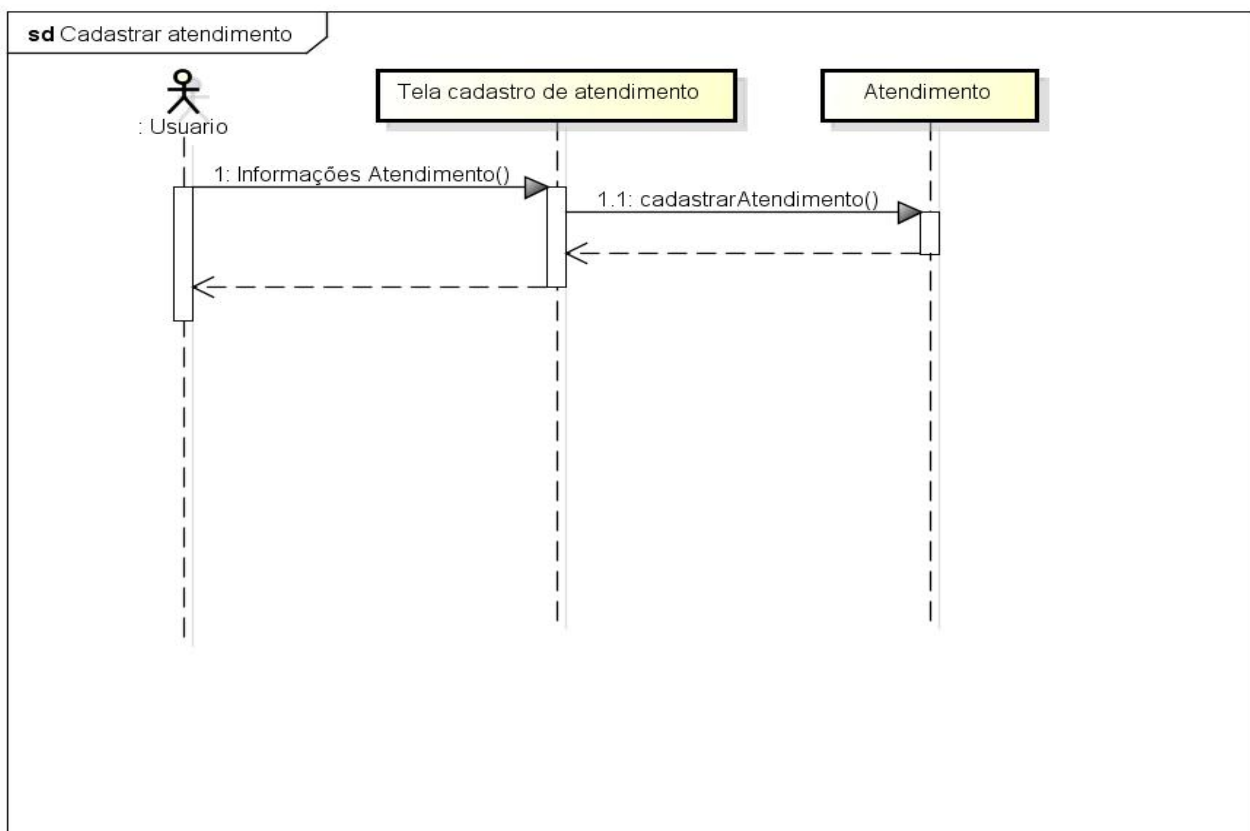 sd Cadastrar atendimento
: Usuario
Tela cadastro de atendimento
Atendimento
1: Informações Atendimento()
1.1: cadastrarAtendimento()